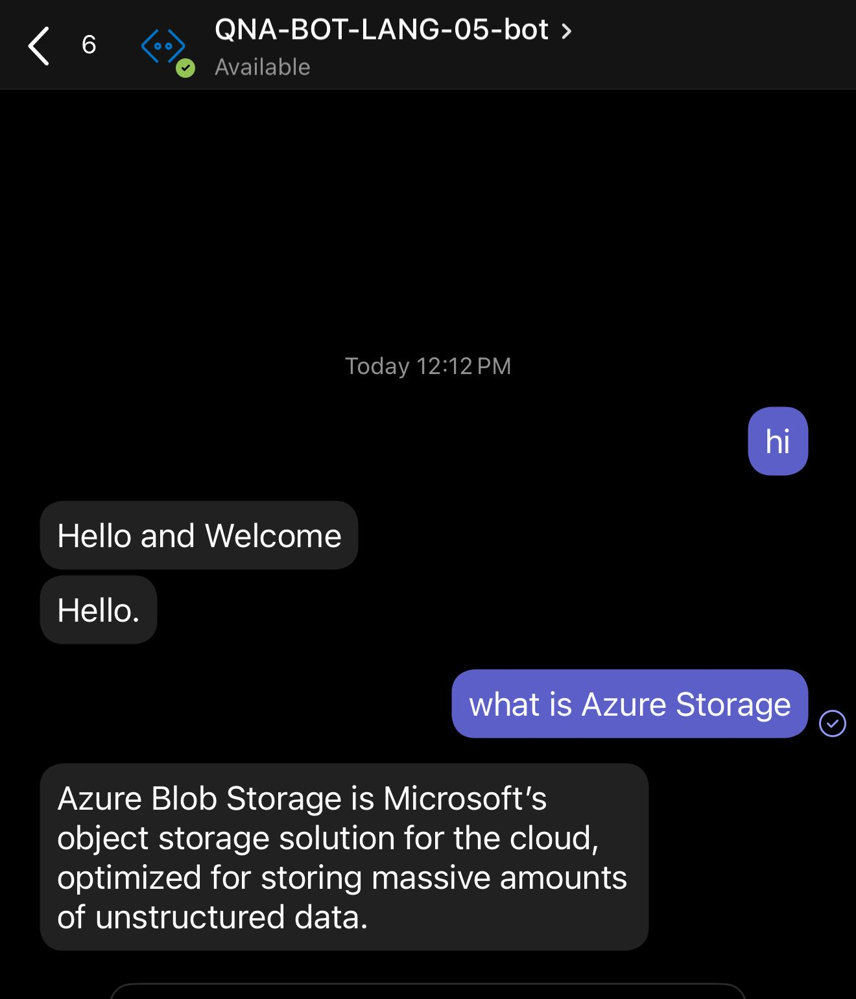 6
QNA-BOT-LANG-05-bot
Available
Today 12:12 PM
hi
Hello and Welcome
Hello.
what is Azure Storage
Azure Blob Storage is Microsoft’s
object storage solution for the cloud,
optimized for storing massive amounts
of unstructured data.